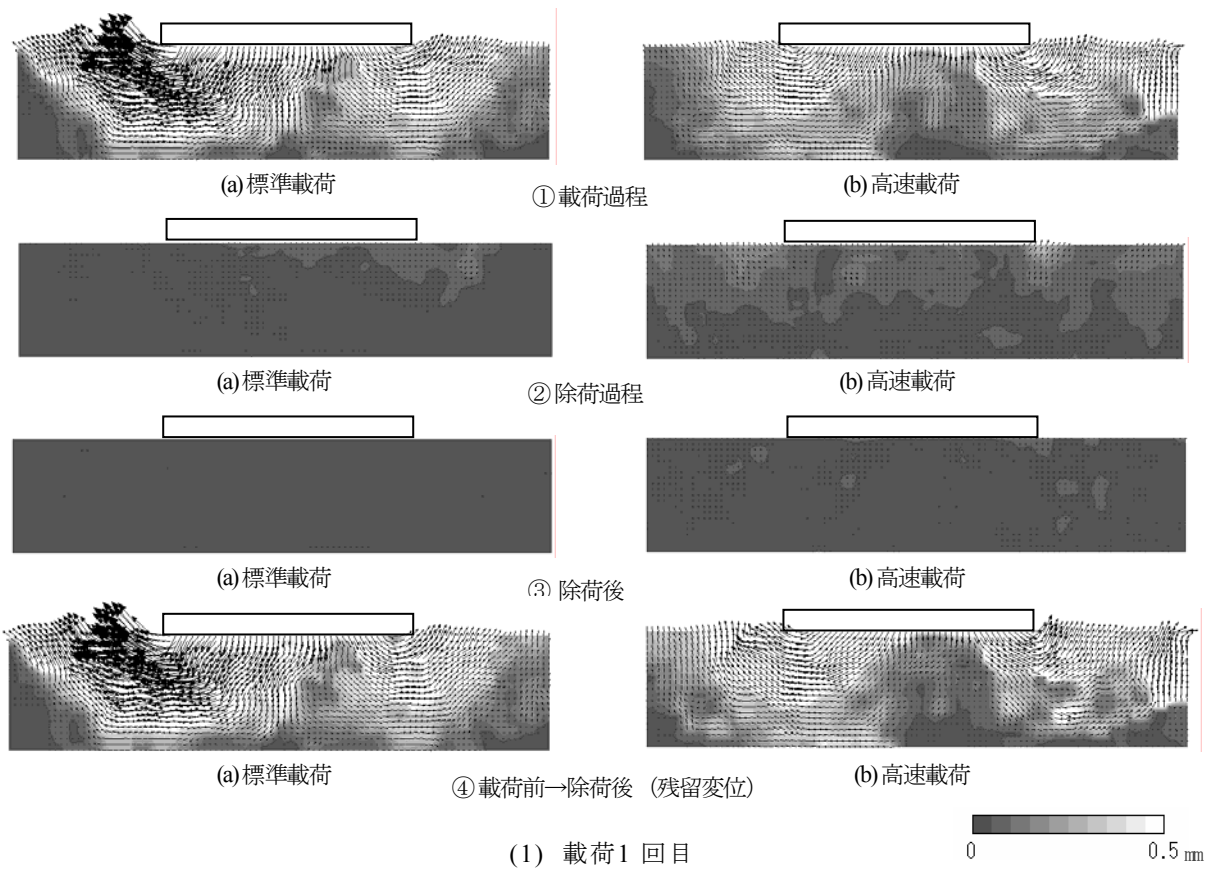 (a) 標準載荷
(b) 高速載荷
① 載荷過程
(a) 標準載荷
(b) 高速載荷
② 除荷過程
(a) 標準載荷
(b) 高速載荷
③ 除荷後
(a) 標準載荷
(b) 高速載荷
④ 載荷前→除荷後 (残留変位)
(1) 載荷1 回目
0 0.5 mm